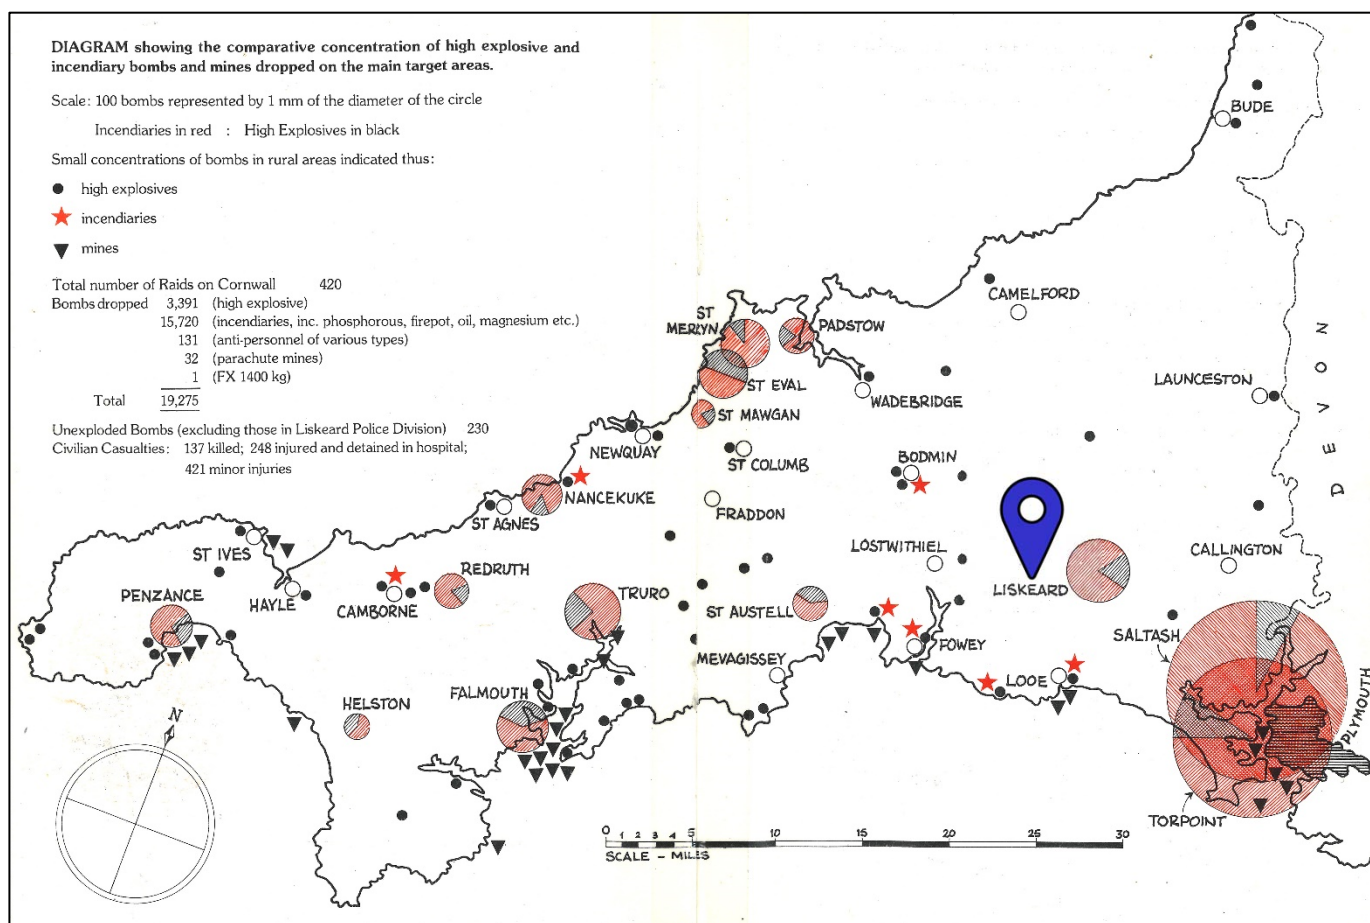 DIAGRAM showing the comparative concentration of high explosive and
incendiary bombs and mines dropped on the main target areas.
Scale: 100 bombs represented by 1 mm of the diameter of the circle
Incendiaries in red : High Explosives in black
Small concentrations of bombs in rural areas indicated thus:
high explosives
incendiaries
mines
Total number of Raids on Cornwall 420
Bombs dropped 3,391 (high explosive)
15,720 (incendiaries, inc. phosphorous, firepot, oil, magnesium etc.)
131 (anti-personnel of various types)
32 (parachute mines)
1 (FX 1400 kg)
Total 19,275
Unexploded Bombs (excluding those in Liskeard Police Division) 230
Civilian Casualties: 137 killed; 248 injured and detained in hospital;
421 minor injuries
BUDE
CAMELFORD
ST
MERRYN
PADSTOW
DEVON
ST EVAL
WADEBRIDGE
LAUNCESTON
ST MAWGAN
NEWQUAY
ST COLUMB
BODMIN
NANCEKUKE
FRADDON
ST AGNES
ST IVES
LOSTWITHIEL
CALLINGTON
REDRUTH
LISKEARD
PENZANCE
HAYLE
CAMBORNE
TRURO
ST AUSTELL
SALTASH
FOWEY
MEVAGISSEY
LOOE
PLYMOUTH
HELSTON
FALMOUTH
N
TORPOINT
0 1 2 3 4 5 10 15 20 25 30
SCALE - MILES